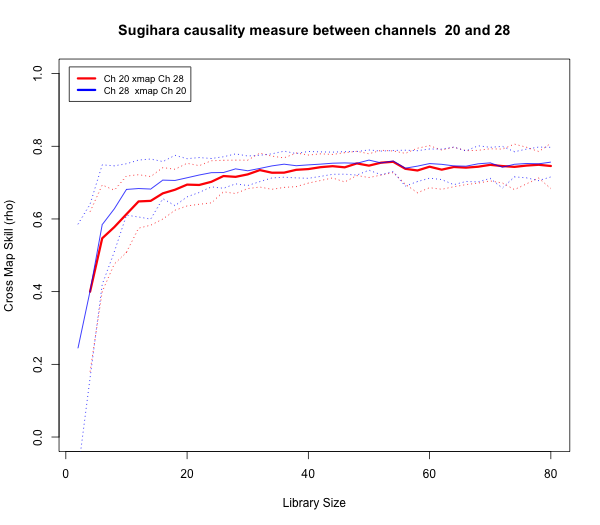 Sugihara causality measure between channels  20 and 28
Ch 20 xmap Ch 28
Ch 28  xmap Ch 20
Cross Map Skill (rho)
1.0
0.8
0.6
0.4
0.2
0.0
0 20 40 60 80
Library Size